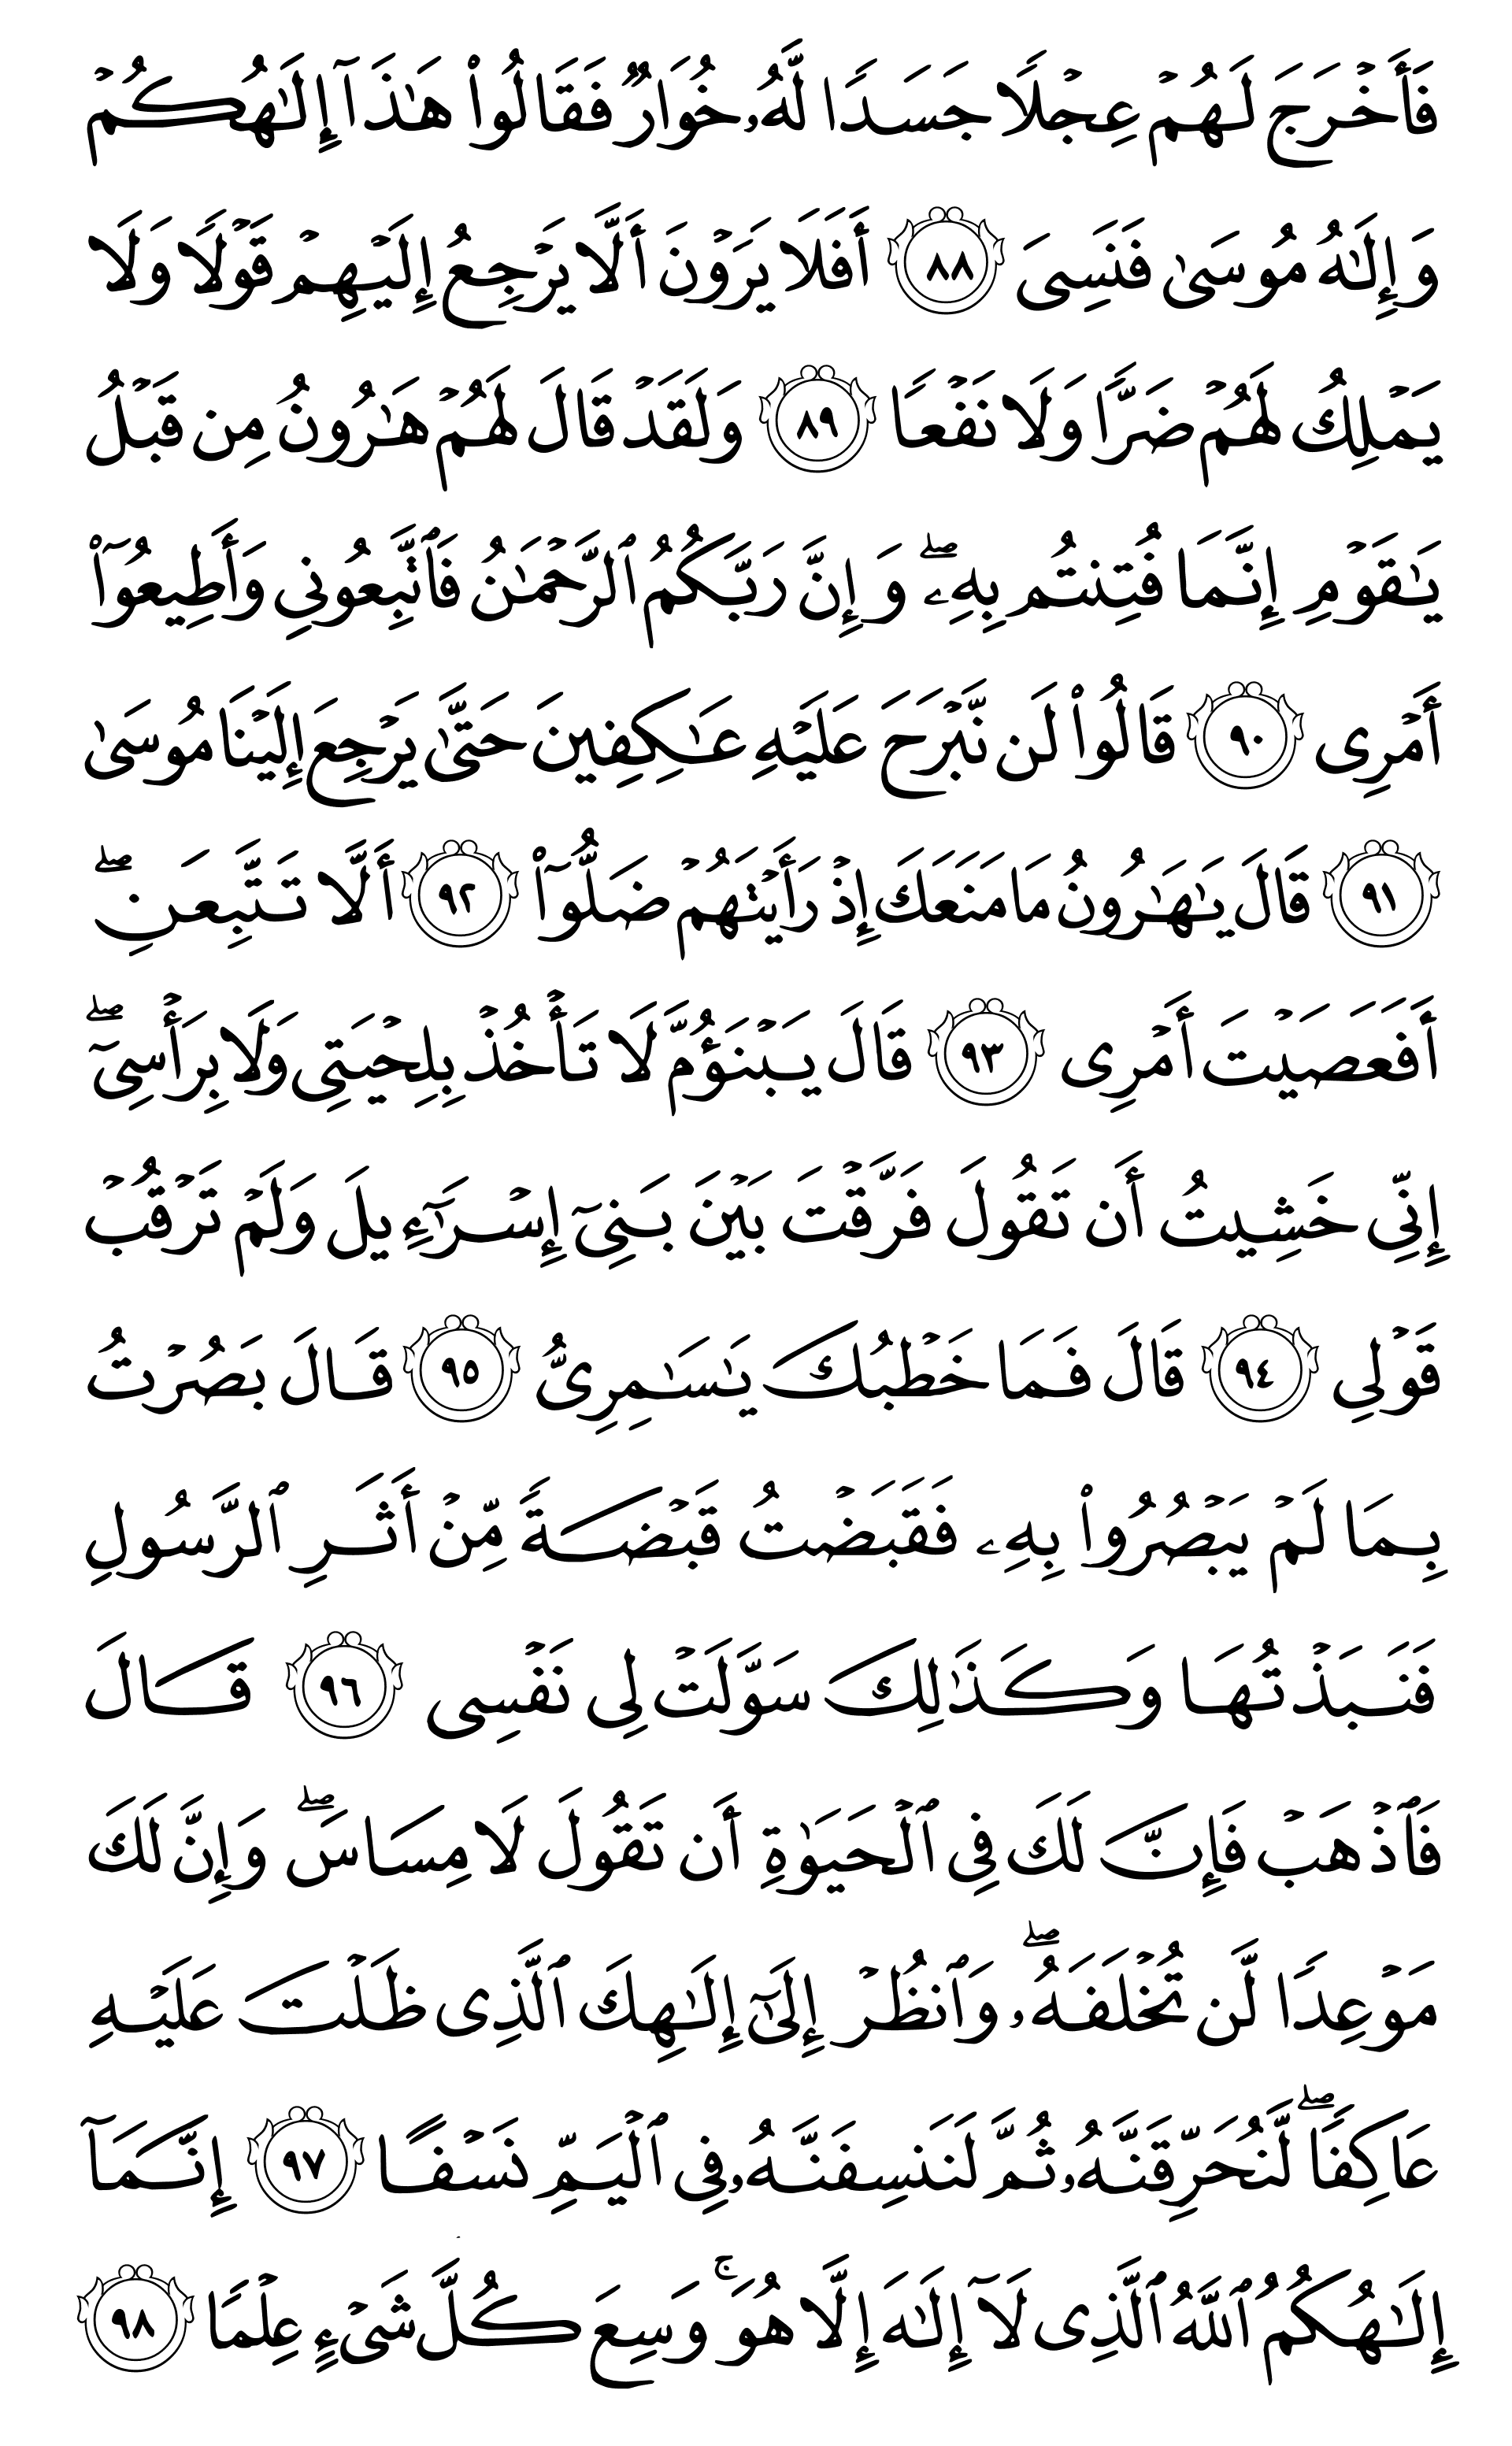 فَأَخۡرَجَ لَهُمۡ عِجۡلٗا جَسَدٗا لَّهُۥ خُوَارٞ فَقَالُواْ هَٰذَآ إِلَٰهُكُمۡ
وَإِلَٰهُ مُوسَىٰ فَنَسِيَ ٨٨ أَفَلَا يَرَوۡنَ أَلَّا يَرۡجِعُ إِلَيۡهِمۡ قَوۡلٗا وَلَا
يَمۡلِكُ لَهُمۡ ضَرّٗا وَلَا نَفۡعٗا ٨٩ وَلَقَدۡ قَالَ لَهُمۡ هَٰرُونُ مِن قَبۡلُ
يَٰقَوۡمِ إِنَّمَا فُتِنتُم بِهِۦۖ وَإِنَّ رَبَّكُمُ ٱلرَّحۡمَٰنُ فَٱتَّبِعُونِي وَأَطِيعُوٓاْ
أَمۡرِي ٩٠ قَالُواْ لَن نَّبۡرَحَ عَلَيۡهِ عَٰكِفِينَ حَتَّىٰ يَرۡجِعَ إِلَيۡنَا مُوسَىٰ
٩١ قَالَ يَٰهَٰرُونُ مَا مَنَعَكَ إِذۡ رَأَيۡتَهُمۡ ضَلُّوٓاْ ٩٢ أَلَّا تَتَّبِعَنِۖ
أَفَعَصَيۡتَ أَمۡرِي ٩٣ قَالَ يَبۡنَؤُمَّ لَا تَأۡخُذۡ بِلِحۡيَتِي وَلَا بِرَأۡسِيٓۖ
إِنِّي خَشِيتُ أَن تَقُولَ فَرَّقۡتَ بَيۡنَ بَنِيٓ إِسۡرَٰٓءِيلَ وَلَمۡ تَرۡقُبۡ
قَوۡلِي ٩٤ قَالَ فَمَا خَطۡبُكَ يَٰسَٰمِرِيُّ ٩٥ قَالَ بَصُرۡتُ
بِمَا لَمۡ يَبۡصُرُواْ بِهِۦ فَقَبَضۡتُ قَبۡضَةٗ مِّنۡ أَثَرِ ٱلرَّسُولِ
فَنَبَذۡتُهَا وَكَذَٰلِكَ سَوَّلَتۡ لِي نَفۡسِي ٩٦ قَالَ
فَٱذۡهَبۡ فَإِنَّ لَكَ فِي ٱلۡحَيَوٰةِ أَن تَقُولَ لَا مِسَاسَۖ وَإِنَّ لَكَ
مَوۡعِدٗا لَّن تُخۡلَفَهُۥۖ وَٱنظُرۡ إِلَىٰٓ إِلَٰهِكَ ٱلَّذِي ظَلۡتَ عَلَيۡهِ
عَاكِفٗاۖ لَّنُحَرِّقَنَّهُۥ ثُمَّ لَنَنسِفَنَّهُۥ فِي ٱلۡيَمِّ نَسۡفًا ٩٧ إِنَّمَآ
إِلَٰهُكُمُ ٱللَّهُ ٱلَّذِي لَآ إِلَٰهَ إِلَّا هُوَۚ وَسِعَ كُلَّ شَيۡءٍ عِلۡمٗا ٩٨